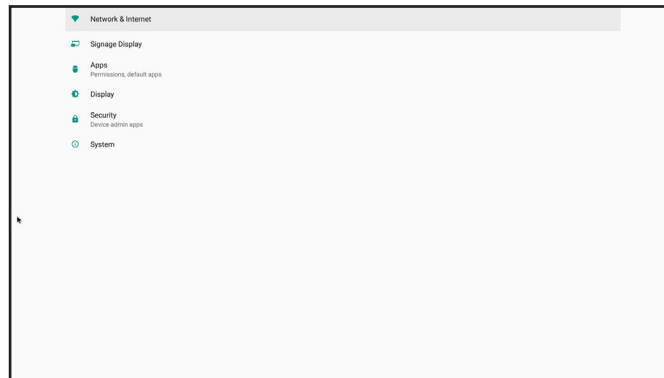 Network & Internet
Signage Display
Apps
Permissions, default apps
Display
Security
Device admin apps
System